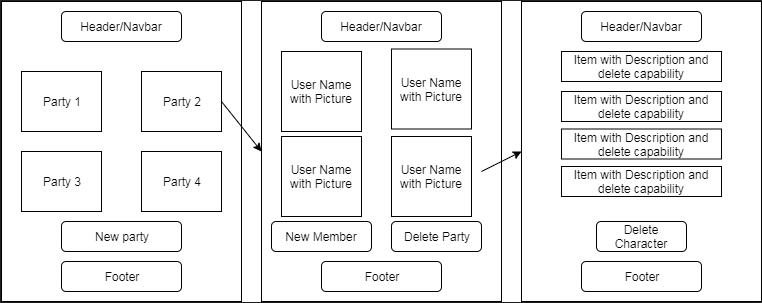 Header/Navbar
Party 1
Party 2
Party 3
Party 4
New party
Footer
Header/Navbar
User Name
with Picture
User Name
with Picture
User Name
with Picture
User Name
with Picture
New Member
Delete Party
Footer
Header/Navbar
Item with Description and
delete capability
Item with Description and
delete capability
Item with Description and
delete capability
Item with Description and
delete capability
Delete
Character
Footer